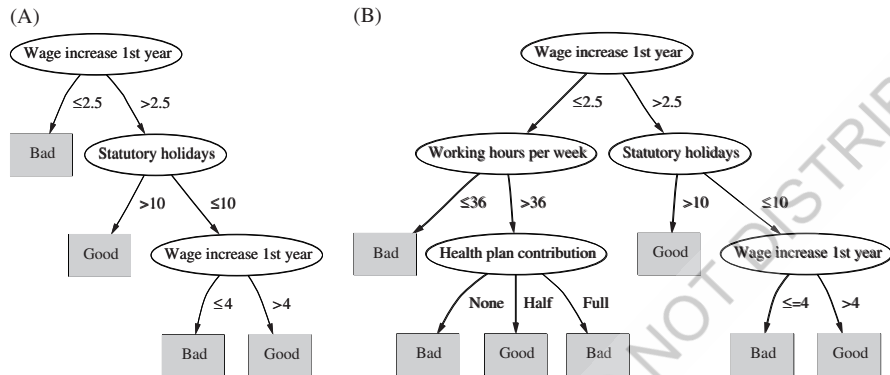 (A)
Wage increase 1st year
≤2.5 >2.5
Bad
Statutory holidays
>10 ≤10
Good
Wage increase 1st year
≤4 >4
Bad Good
(B)
Wage increase 1st year
≤2.5 >2.5
Working hours per week Statutory holidays
≤36 >36 >10 ≤10
Bad Health plan contribution Good Wage increase 1st year
None Half Full ≤=4 >4
Bad Good Bad Bad Good
NOT DISTRIB